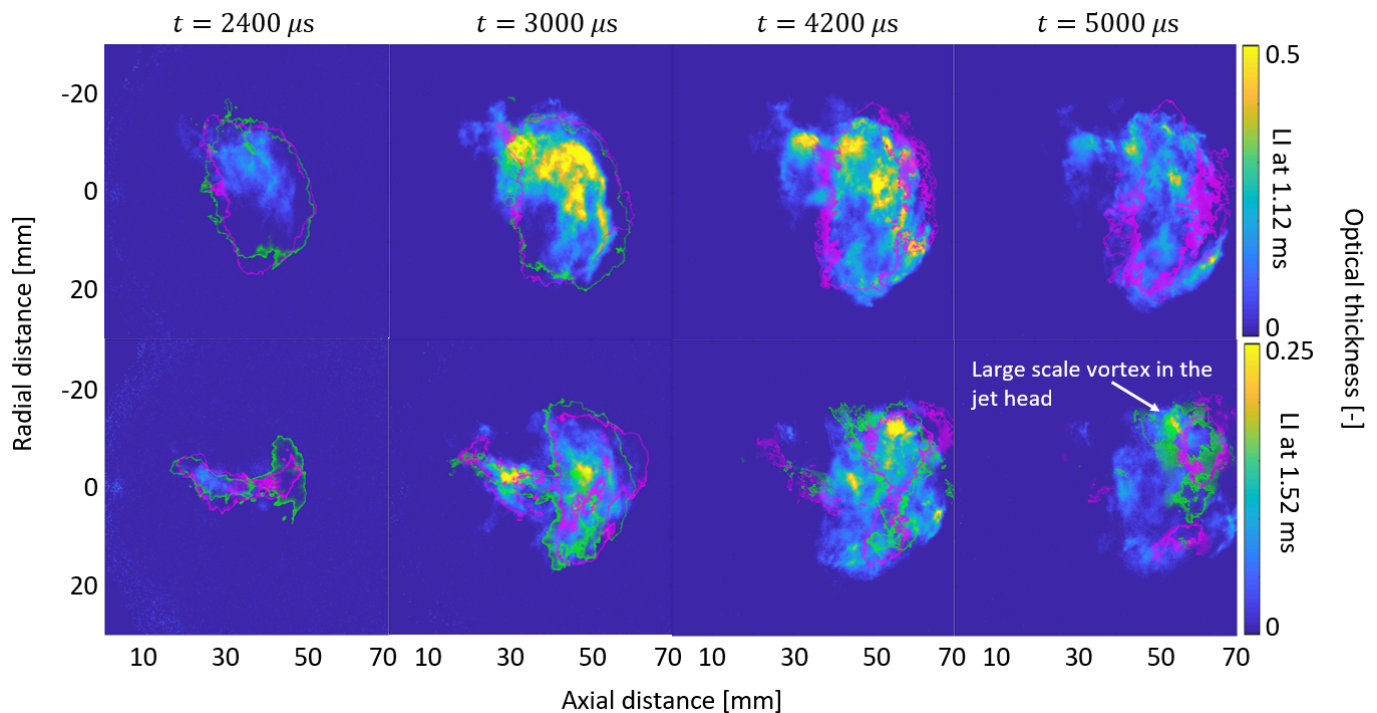 t = 2400 μs
t = 3000 μs
t = 4200 μs
t = 5000 μs
Radial distance [mm]
-20
0
20
0.5
LI at 1.12 ms
0
Optical thickness [-]
-20
0
20
Large scale vortex in the
jet head
0.25
LI at 1.52 ms
0
10 30 50 70
10 30 50 70
10 30 50 70
10 30 50 70
Axial distance [mm]